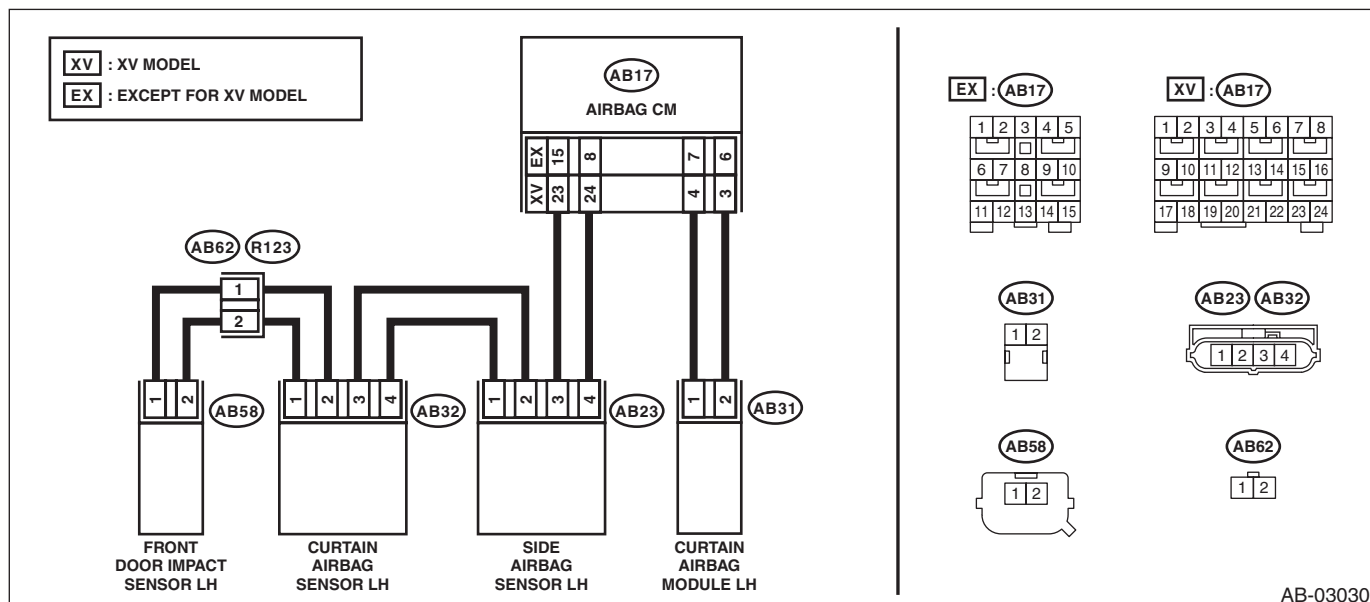 XV : XV MODEL
EX : EXCEPT FOR XV MODEL
AB17
AIRBAG CM
EX 15 8 7 6
XV 23 24 4 3
AB62 R123
1
2
1 2
AB58
1 2 3 4
AB32
1 2 3 4
AB23
1 2
AB31
FRONT
DOOR IMPACT
SENSOR LH
CURTAIN
AIRBAG
SENSOR LH
SIDE
AIRBAG
SENSOR LH
CURTAIN
AIRBAG
MODULE LH
EX : AB17
1 2 3 4 5
6 7 8 9 10
11 12 13 14 15
XV : AB17
1 2 3 4 5 6 7 8
9 10 11 12 13 14 15 16
17 18 19 20 21 22 23 24
AB31
1 2
AB23 AB32
1 2 3 4
AB58
1 2
AB62
1 2
AB-03030